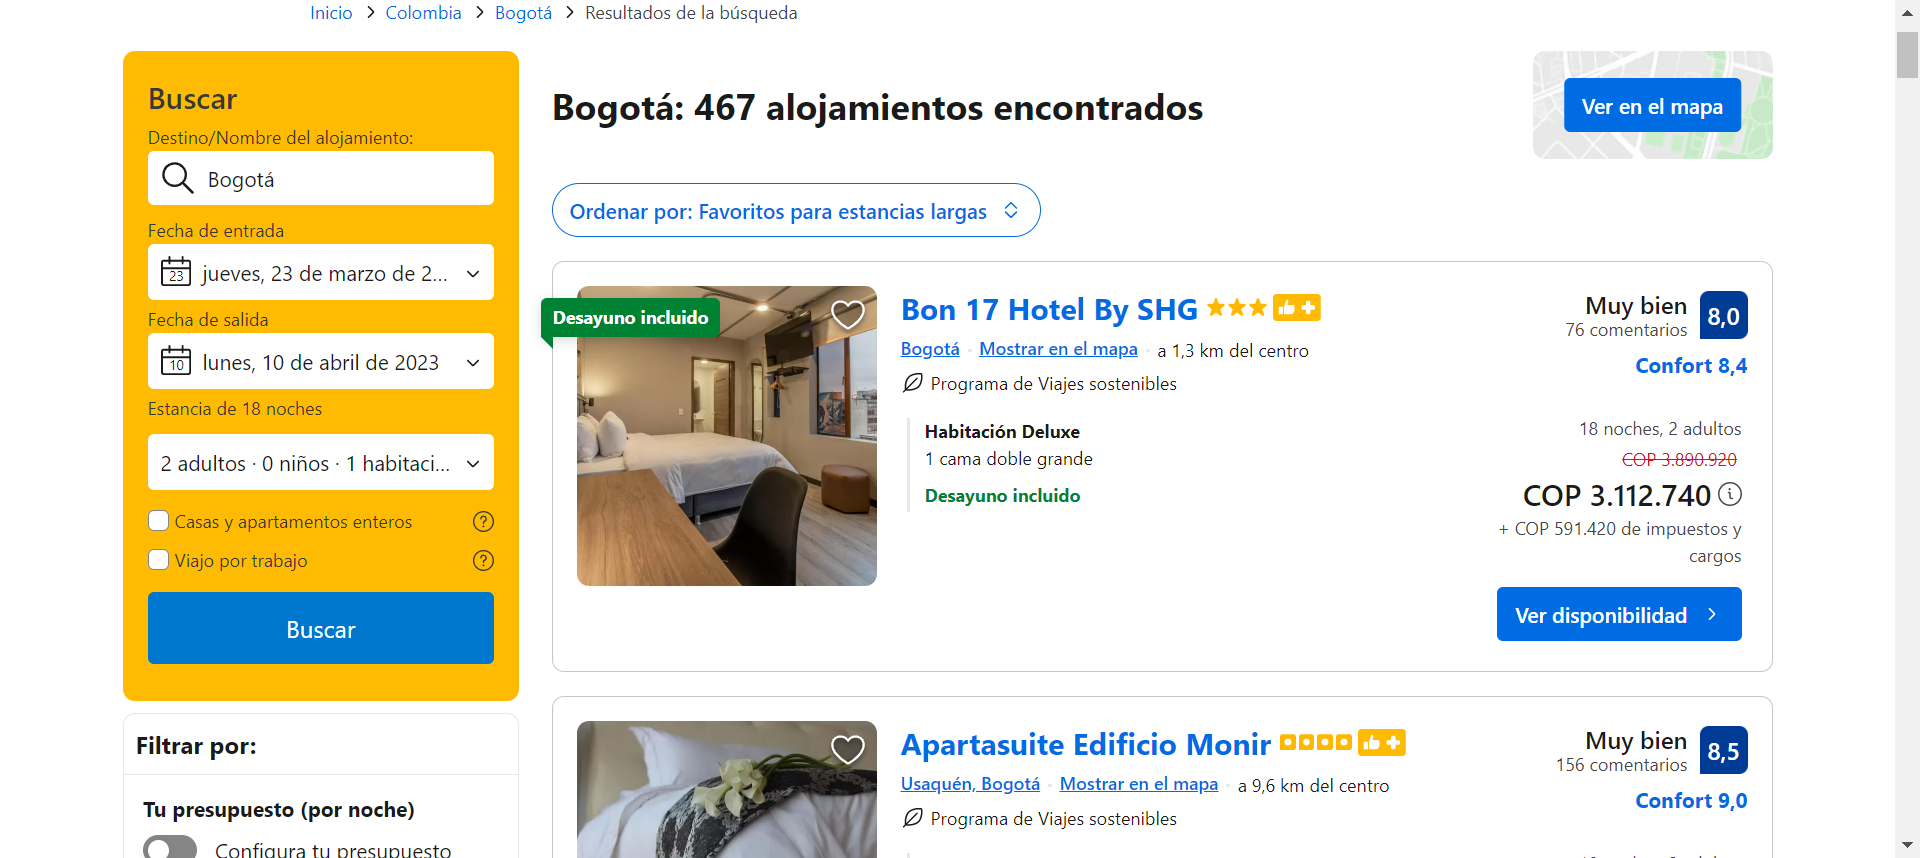 Inicio > Colombia > Bogotá > Resultados de la búsqueda
Buscar
Destino/Nombre del alojamiento:
Bogotá
Fecha de entrada
23 jueves, 23 de marzo de 2...
Fecha de salida
10 lunes, 10 de abril de 2023
Estancia de 18 noches
2 adultos · 0 niños · 1 habitaci...
Casas y apartamentos enteros ?
Viajo por trabajo ?
Buscar
Filtrar por:
Tu presupuesto (por noche)
Configura tu presupuesto
Bogotá: 467 alojamientos encontrados
Ver en el mapa
Ordenar por: Favoritos para estancias largas
Desayuno incluido
Bon 17 Hotel By SHG
Bogotá · Mostrar en el mapa · a 1,3 km del centro
Programa de Viajes sostenibles
Habitación Deluxe
1 cama doble grande
Desayuno incluido
Muy bien 8,0
76 comentarios
Confort 8,4
18 noches, 2 adultos
COP 3.890.920
COP 3.112.740
+ COP 591.420 de impuestos y
cargos
Ver disponibilidad
Apartasuite Edificio Monir
Usaquén, Bogotá · Mostrar en el mapa · a 9,6 km del centro
Programa de Viajes sostenibles
Muy bien 8,5
156 comentarios
Confort 9,0